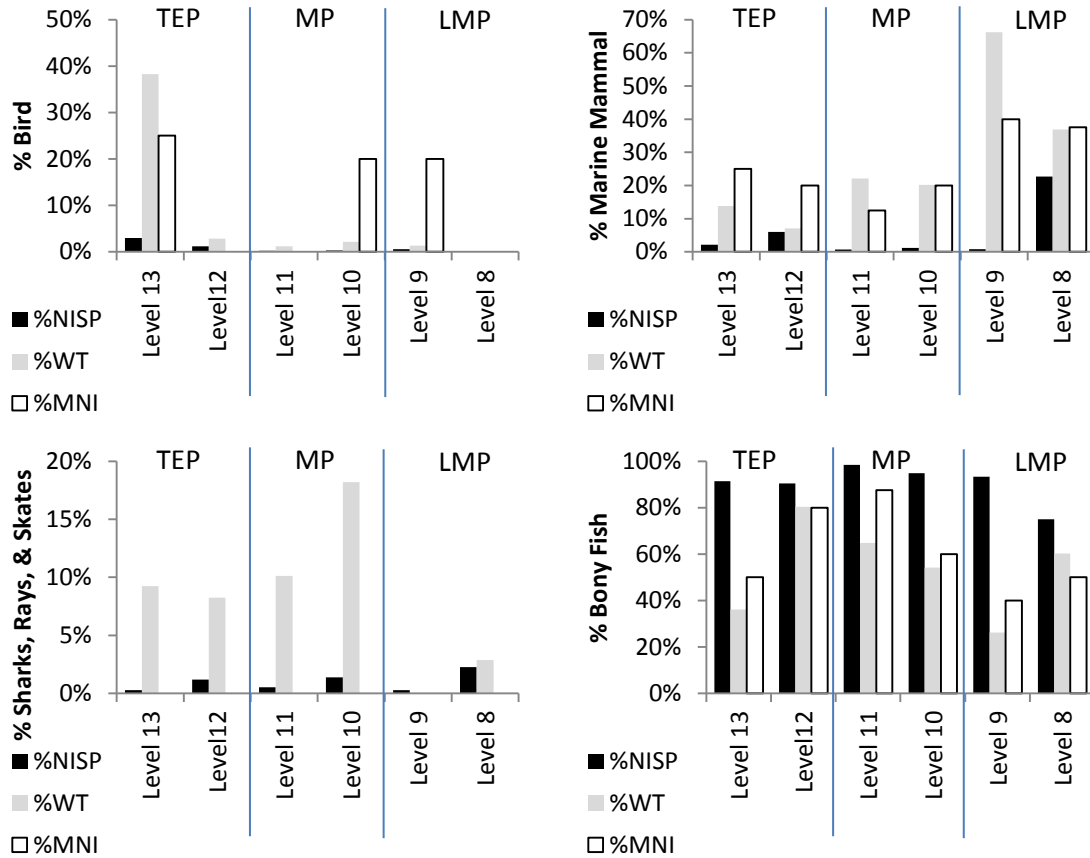 TEP MP LMP
% Bird
50%
40%
30%
20%
10%
0%
Level 13
Level12
Level 11
Level 10
Level 9
Level 8
%NISP
%WT
%MNI
TEP MP LMP
% Marine Mammal
70%
60%
50%
40%
30%
20%
10%
0%
Level 13
Level12
Level 11
Level 10
Level 9
Level 8
%NISP
%WT
%MNI
TEP MP LMP
% Sharks, Rays, & Skates
20%
15%
10%
5%
0%
Level 13
Level12
Level 11
Level 10
Level 9
Level 8
%NISP
%WT
%MNI
TEP MP LMP
% Bony Fish
100%
80%
60%
40%
20%
0%
Level 13
Level12
Level 11
Level 10
Level 9
Level 8
%NISP
%WT
%MNI